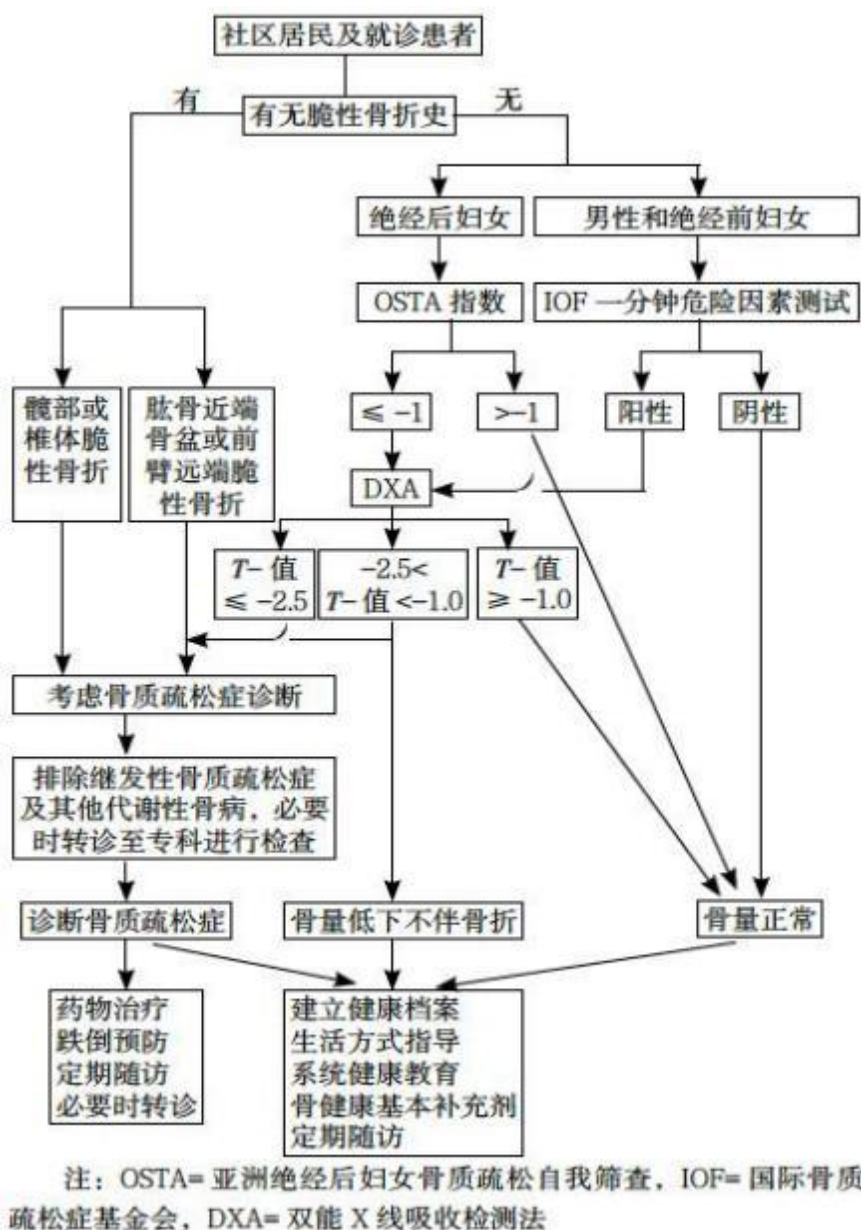 社区居民及就诊患者
有
有无脆性骨折史
无
绝经后妇女
男性和绝经前妇女
OSTA 指数
IOF 一分钟危险因素测试
髋部或
椎体脆
性骨折
肱骨近端
骨盆或前
臂远端脆
性骨折
≤ -1
>-1
阳性
阴性
DXA
T- 值
≤ -2.5
-2.5<
T- 值 <-1.0
T- 值
≥ -1.0
考虑骨质疏松症诊断
排除继发性骨质疏松症
及其他代谢性骨病，必要
时转诊至专科进行检查
诊断骨质疏松症
骨量低下不伴骨折
骨量正常
药物治疗
跌倒预防
定期随访
必要时转诊
建立健康档案
生活方式指导
系统健康教育
骨健康基本补充剂
定期随访
注：OSTA= 亚洲绝经后妇女骨质疏松自我筛查，IOF= 国际骨质
疏松症基金会，DXA= 双能 X 线吸收检测法